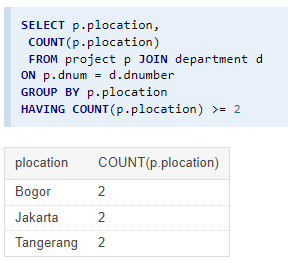 SELECT p.plocation,
COUNT(p.plocation)
FROM project p JOIN department d
ON p.dnum = d.dnumber
GROUP BY p.plocation
HAVING COUNT(p.plocation) >= 2
plocation COUNT(p.plocation)
Bogor 2
Jakarta 2
Tangerang 2